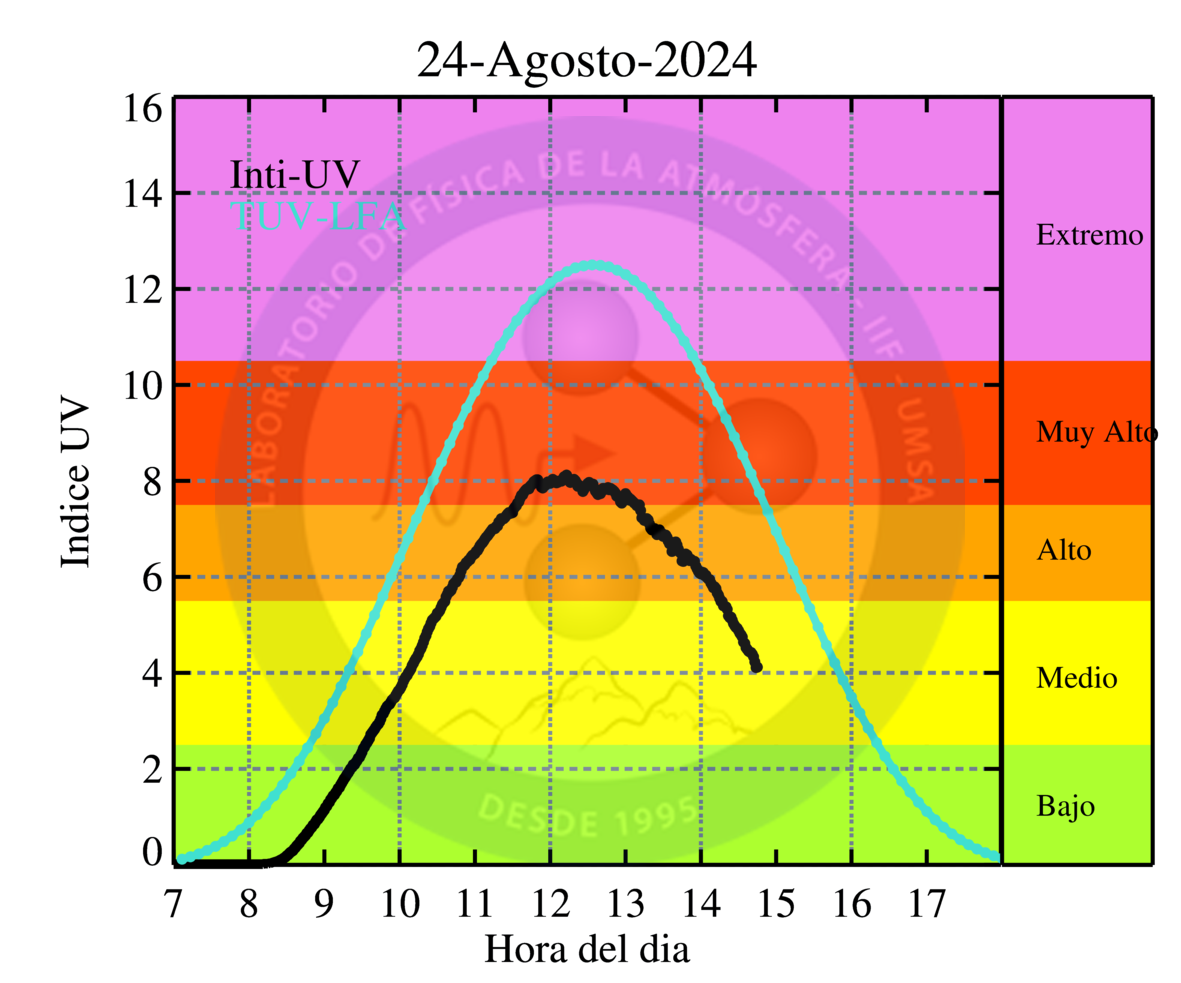 24-Agosto-2024
Indice UV
16
14
12
10
8
6
4
2
0
Inti-UV
TUV-LFA
LABORATORIO DE FÍSICA DE LA ATMÓSFERA - IIF - UMSA
DESDE 1995
Extremo
Muy Alto
Alto
Medio
Bajo
7 8 9 10 11 12 13 14 15 16 17
Hora del dia